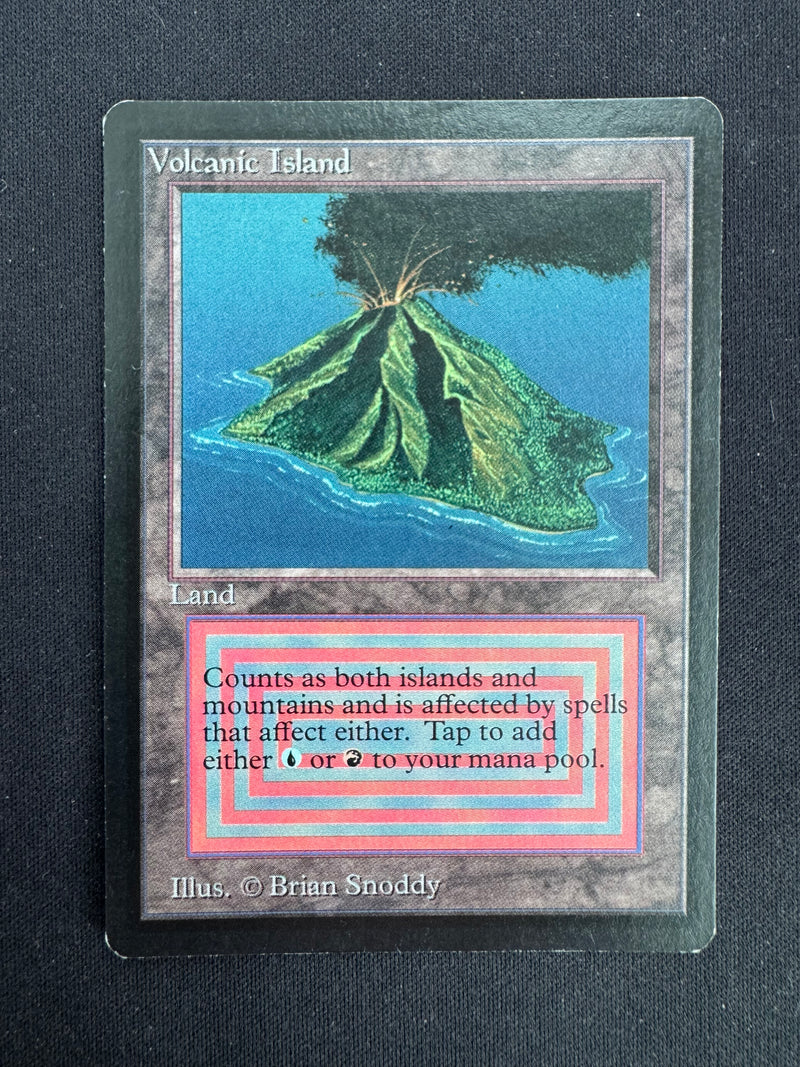 Volcanic Island
Land
Counts as both islands and
mountains and is affected by spells
that affect either. Tap to add
either or to your mana pool.
Illus. © Brian Snoddy